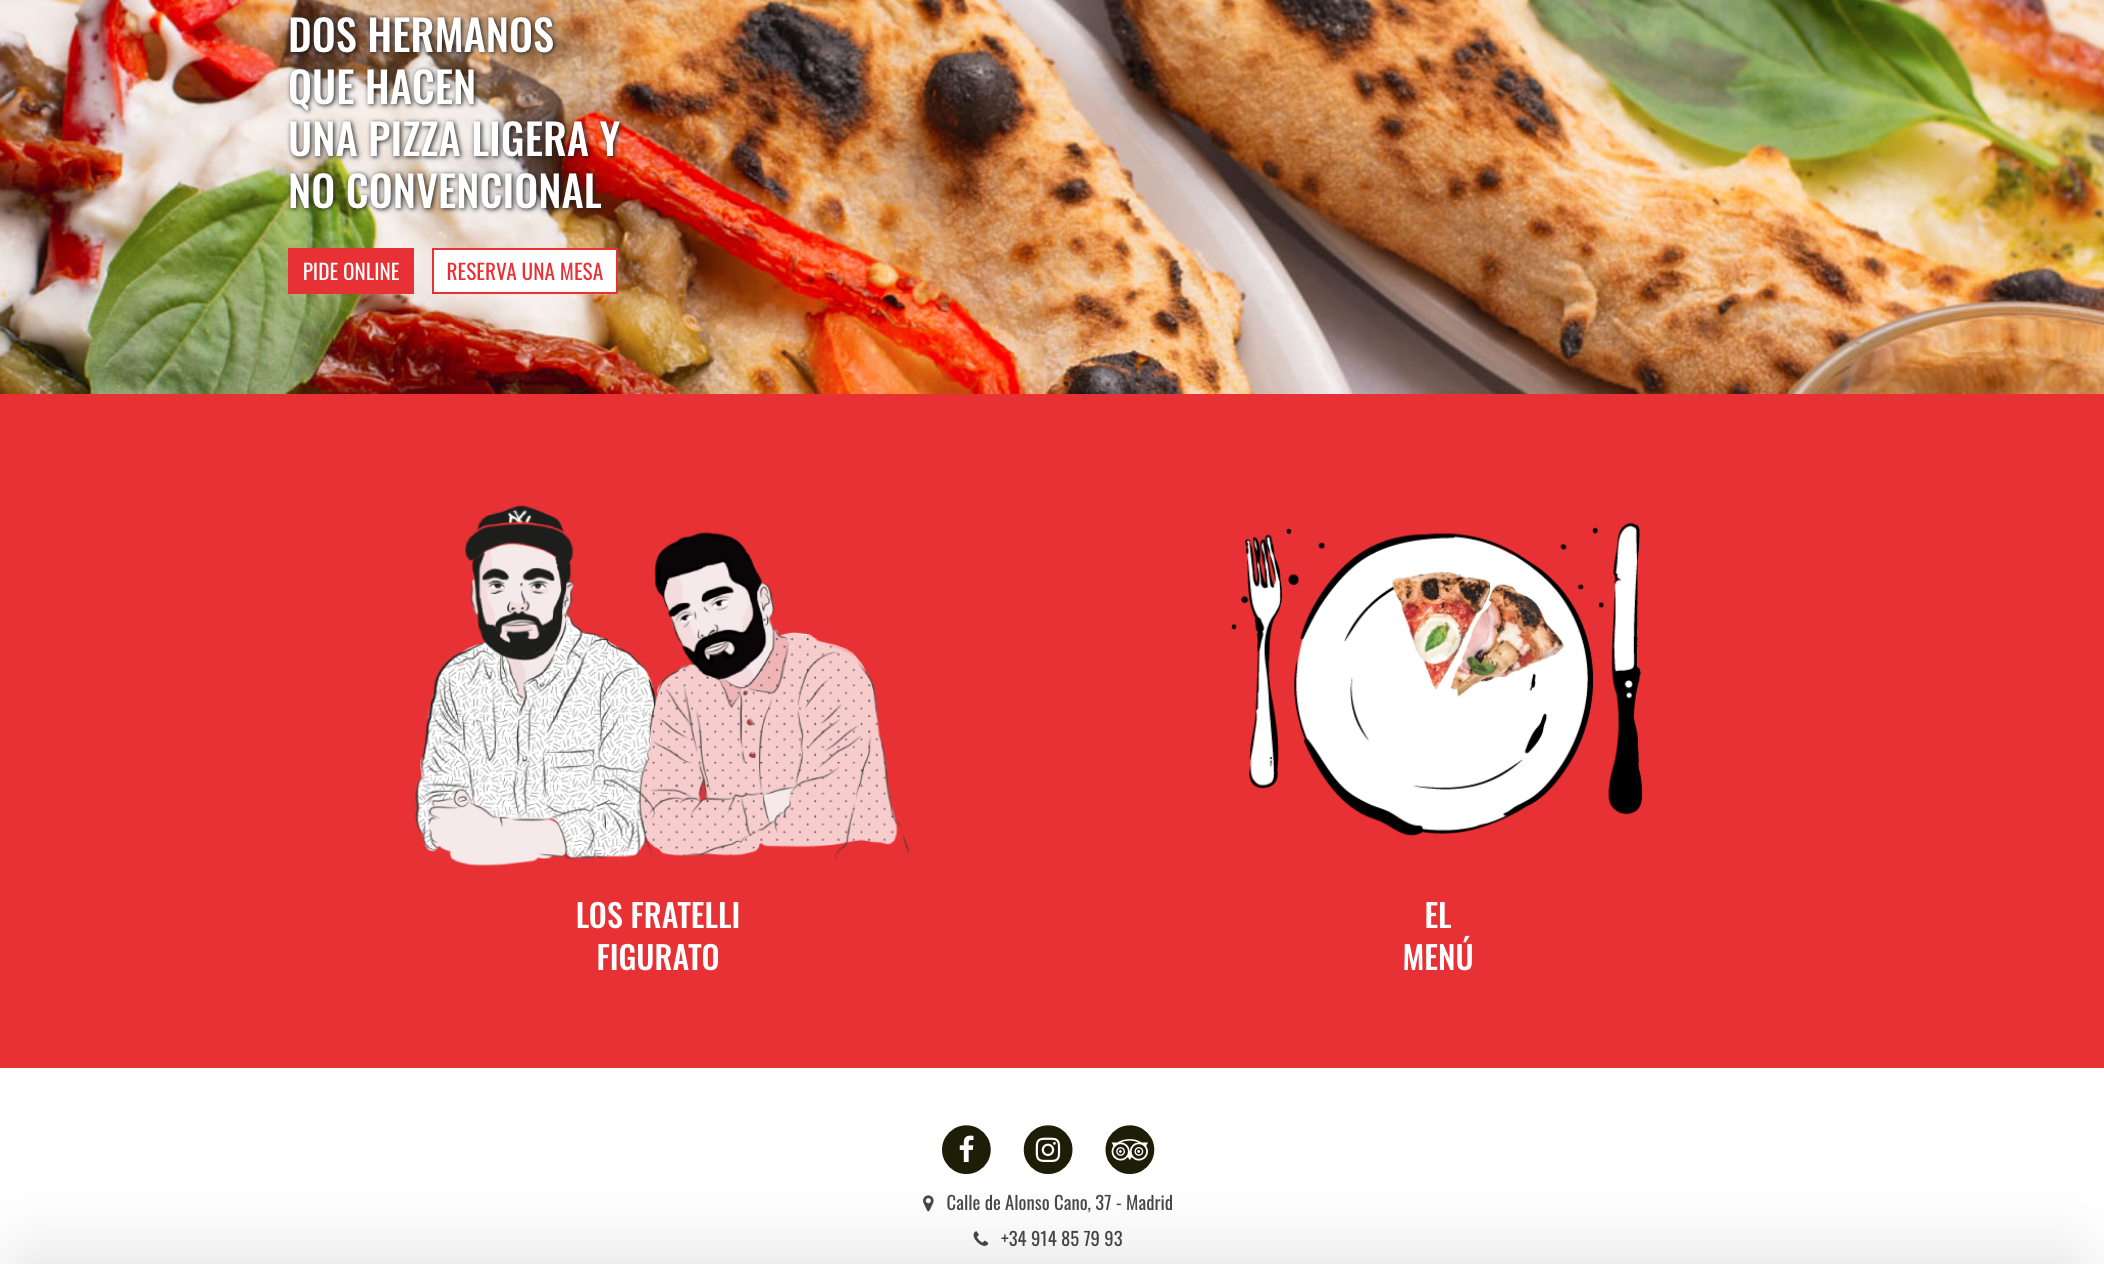 DOS HERMANOS
QUE HACEN
UNA PIZZA LIGERA Y
NO CONVENCIONAL
PIDE ONLINE
RESERVA UNA MESA
LOS FRATELLI
FIGURATO
EL
MENÚ
Calle de Alonso Cano, 37 - Madrid
+34 914 85 79 93